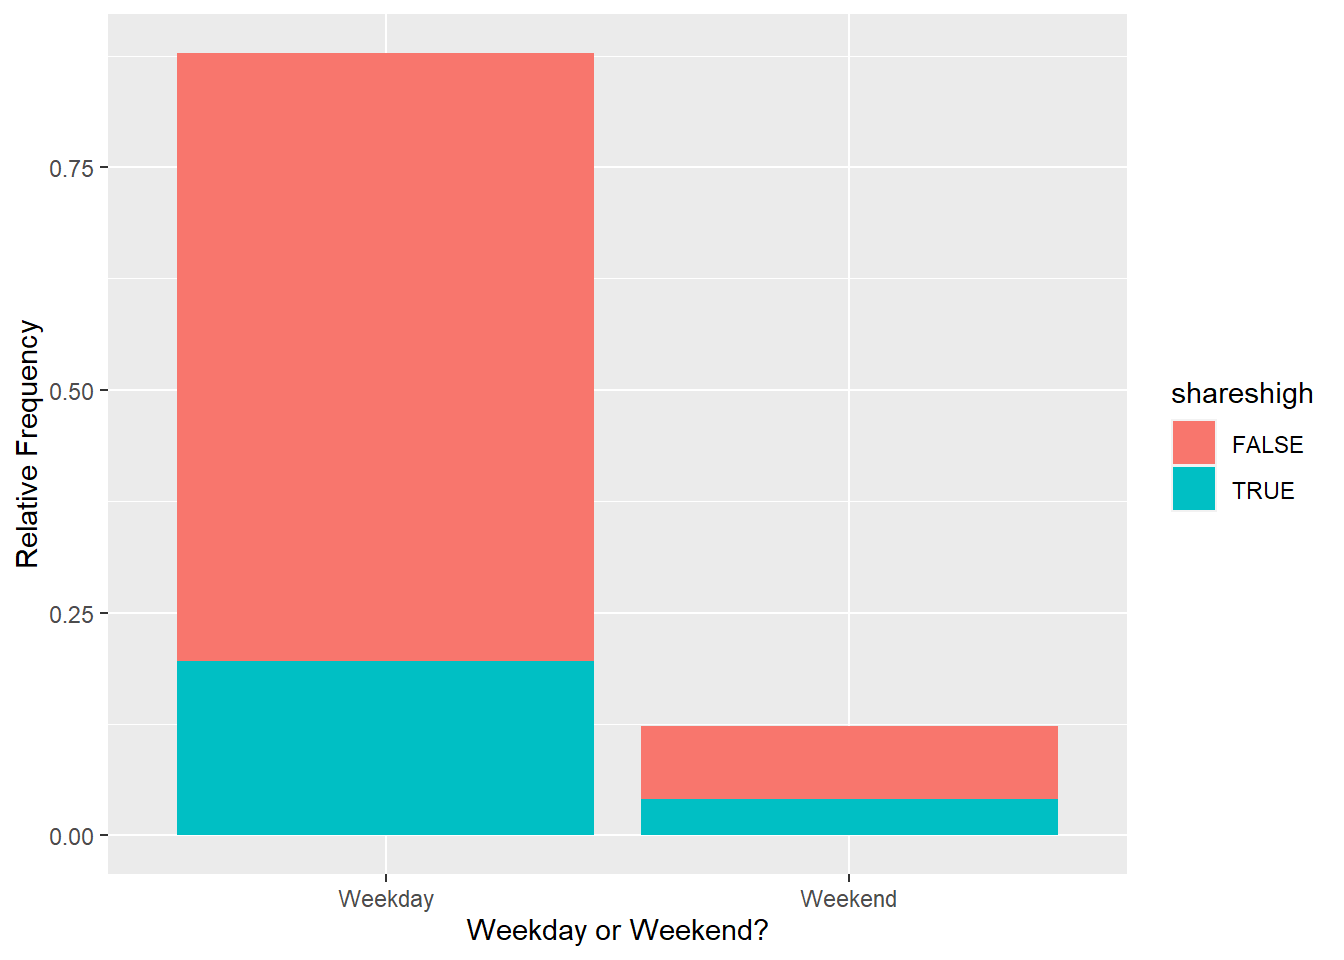 Relative Frequency
0.75
0.50
0.25
0.00
Weekday
Weekend
Weekday or Weekend?
shareshigh
FALSE
TRUE